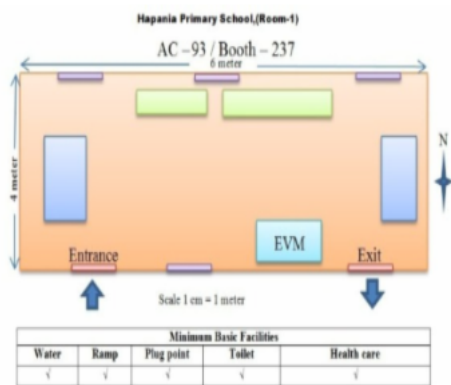 Hapania Primary School,(Room-1)
AC –93 / Booth – 237
6 meter
4 meter
N
EVM
Entrance
Exit
Scale 1 cm = 1 meter
Minimum Basic Facilities
Water Ramp Plug point Toilet Health care
√ √ √ √ √